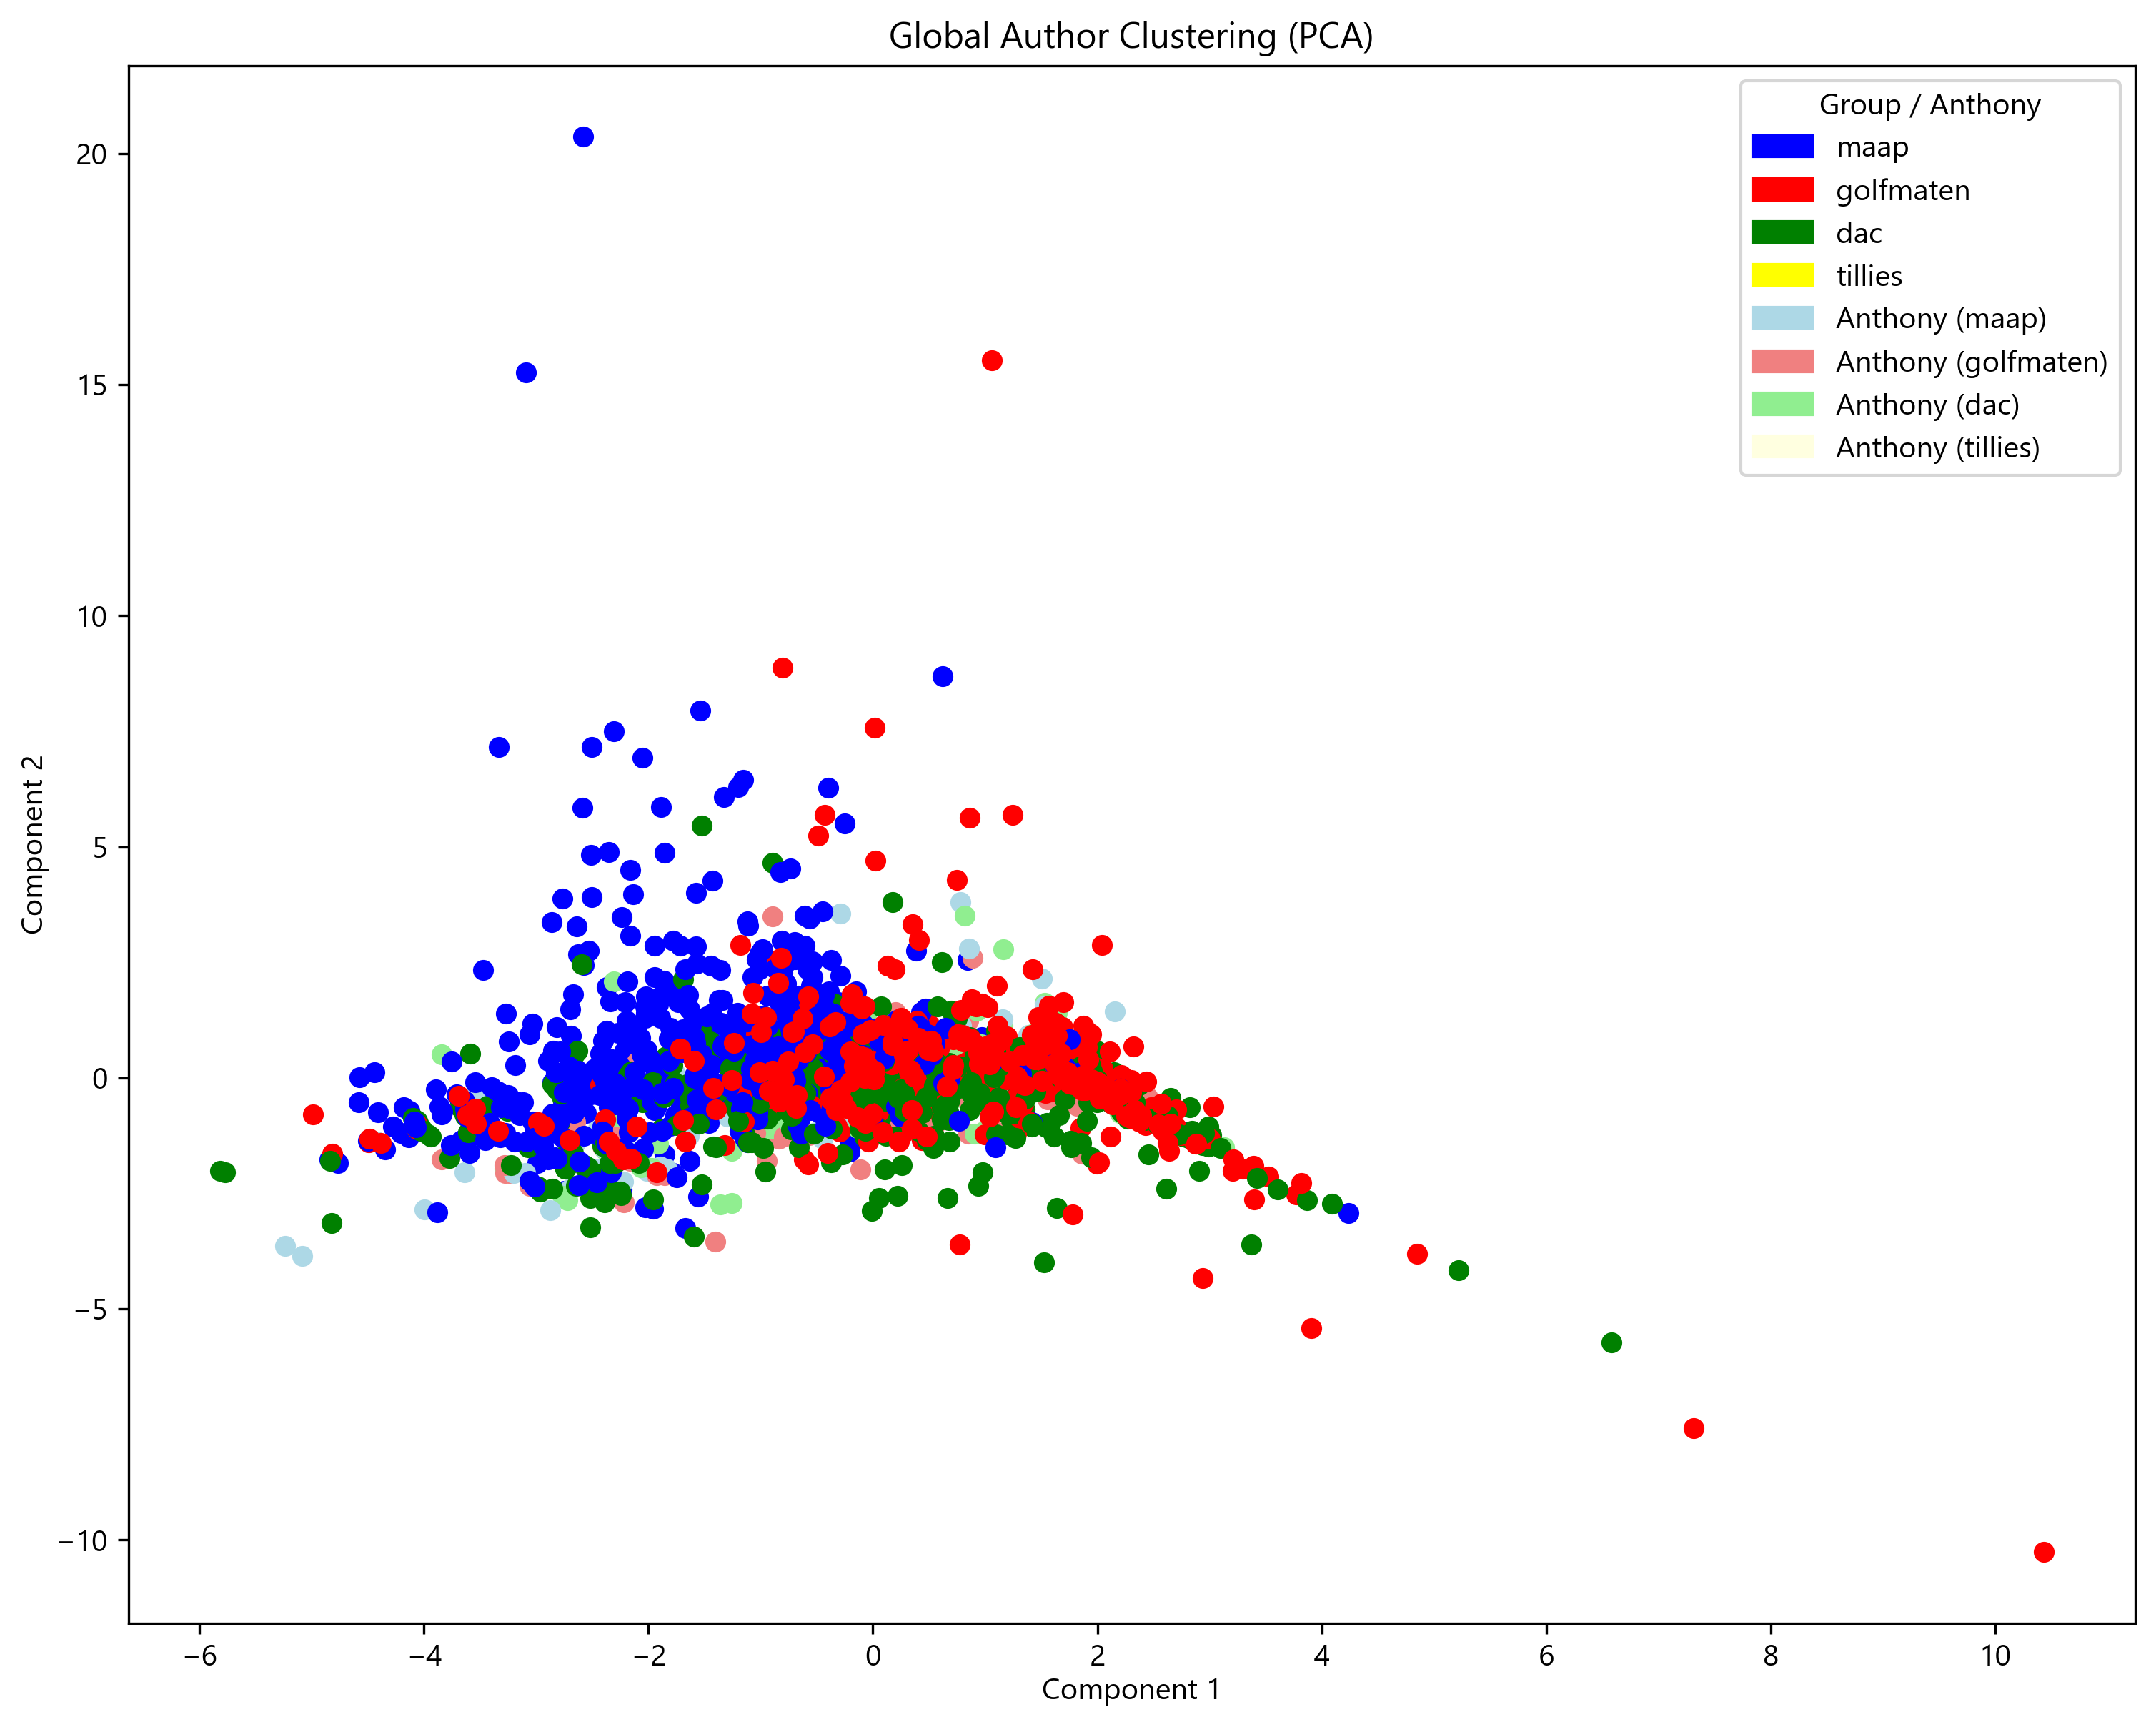 Global Author Clustering (PCA)
Group / Anthony
maap
golfmaten
dac
tillies
Anthony (maap)
Anthony (golfmaten)
Anthony (dac)
Anthony (tillies)
Component 2
20
15
10
5
0
−5
−10
−6
−4
−2
0
2
4
6
8
10
Component 1